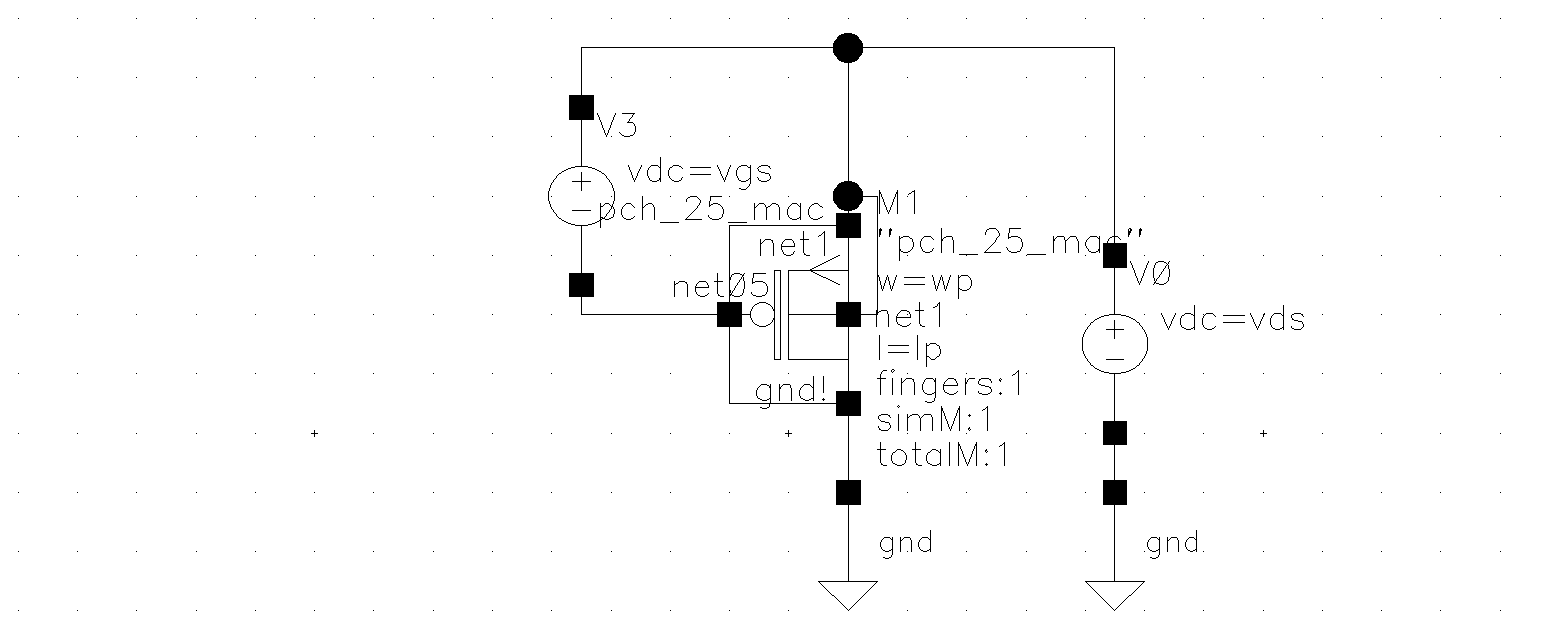 V3
vdc=vgs
pch_25_mac
M1
net1
"pch_25_mac"
VØ
net05
w=wp
net1
vdc=vds
l=lp
gnd!
fingers:1
simM:1
totalM:1
gnd
gnd